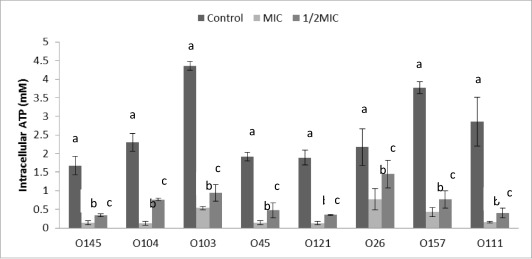 Control MIC 1/2MIC
Intracellular ATP (mM)
5
4.5
4
3.5
3
2.5
2
1.5
1
0.5
0
a b c
a b c
a b c
a b c
a b c
a b c
a b c
a b c
O145 O104 O103 O45 O121 O26 O157 O111